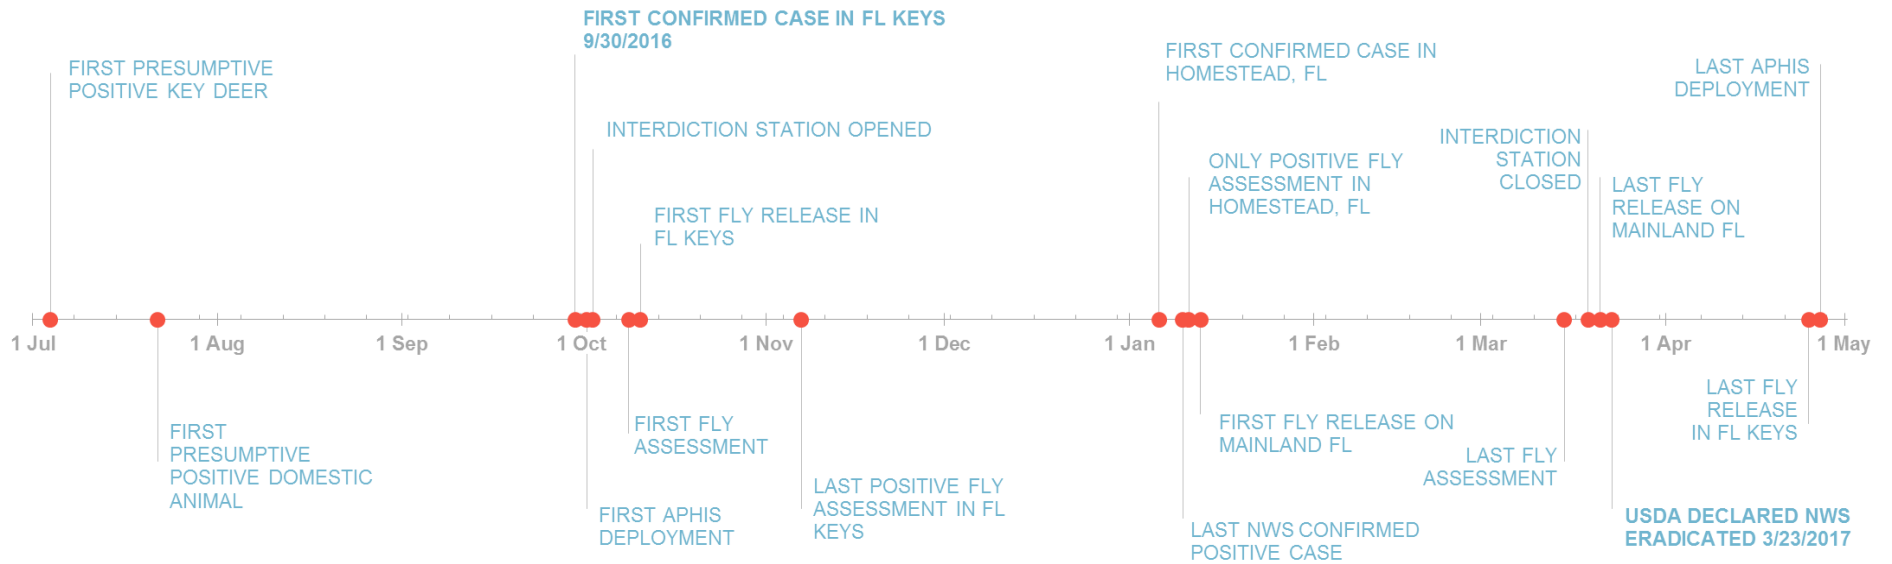 FIRST CONFIRMED CASE IN FL KEYS
9/30/2016
FIRST PRESUMPTIVE
POSITIVE KEY DEER
INTERDICTION STATION OPENED
FIRST FLY RELEASE IN
FL KEYS
FIRST CONFIRMED CASE IN
HOMESTEAD, FL
ONLY POSITIVE FLY
ASSESSMENT IN
HOMESTEAD, FL
INTERDICTION
STATION
CLOSED
LAST FLY
RELEASE ON
MAINLAND FL
LAST APHIS
DEPLOYMENT
1 Jul
1 Aug
1 Sep
1 Oct
1 Nov
1 Dec
1 Jan
1 Feb
1 Mar
1 Apr
1 May
FIRST
PRESUMPTIVE
POSITIVE DOMESTIC
ANIMAL
FIRST FLY
ASSESSMENT
FIRST APHIS
DEPLOYMENT
LAST POSITIVE FLY
ASSESSMENT IN FL
KEYS
FIRST FLY RELEASE ON
MAINLAND FL
LAST NWS CONFIRMED
POSITIVE CASE
LAST FLY
ASSESSMENT
LAST FLY
RELEASE
IN FL KEYS
USDA DECLARED NWS
ERADICATED 3/23/2017